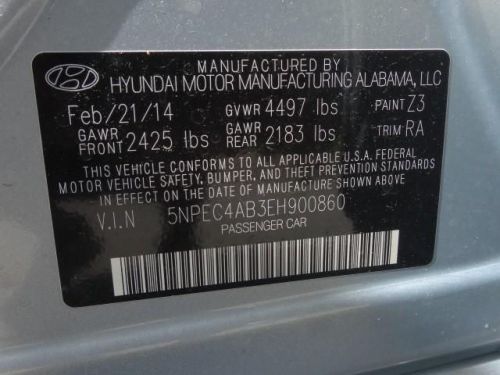 MANUFACTURED BY
HYUNDAI MOTOR MANUFACTURING ALABAMA, LLC
Feb/21/14 GVWR 4497 lbs PAINT Z3
GAWR FRONT 2425 lbs GAWR REAR 2183 lbs TRIM RA
THIS VEHICLE CONFORMS TO ALL APPLICABLE U.S.A. FEDERAL
MOTOR VEHICLE SAFETY, BUMPER, AND THEFT PREVENTION STANDARDS
IN EFFECT ON THE DATE OF MANUFACTURE SHOWN ABOVE.
V.I.N 5NPEC4AB3EH900860
PASSENGER CAR